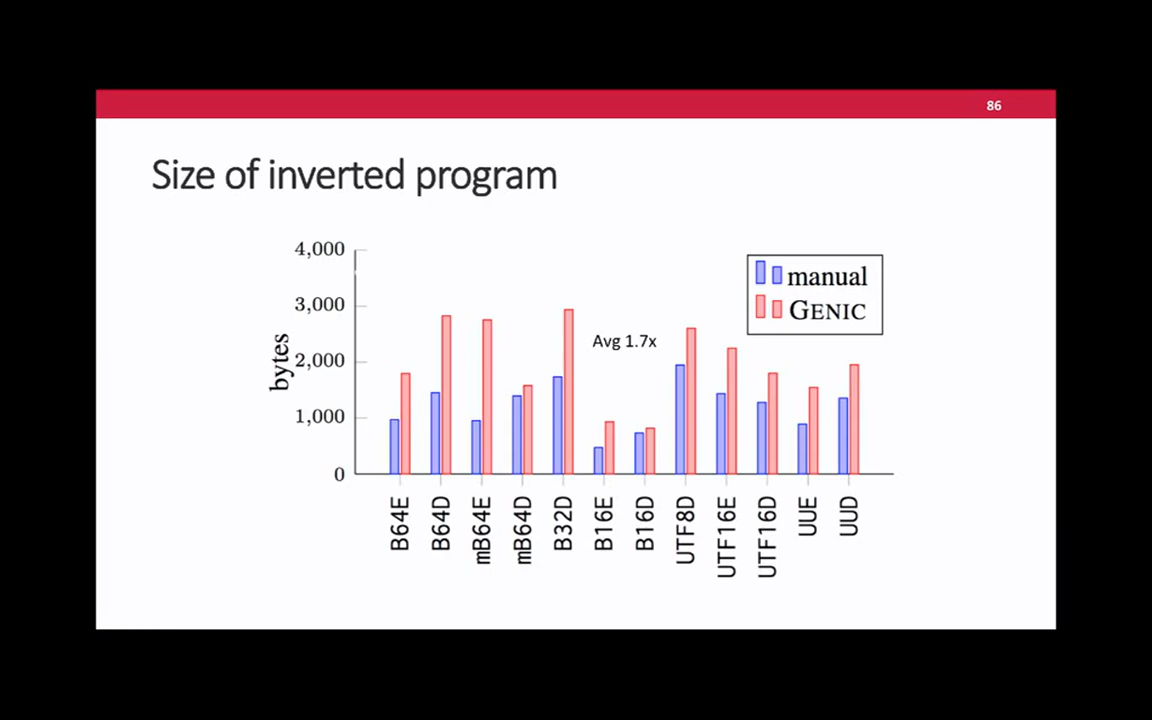 86
Size of inverted program
4,000
3,000
2,000
1,000
0
bytes
manual
GENIC
Avg 1.7x
B64E
B64D
mB64E
mB64D
B32D
B16E
B16D
UTF8D
UTF16E
UTF16D
UUE
UUD